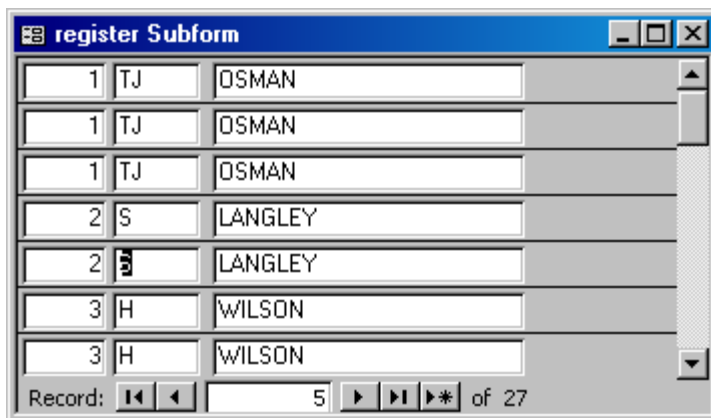 register Subform
1 TJ OSMAN
1 TJ OSMAN
1 TJ OSMAN
2 S LANGLEY
2 S LANGLEY
3 H WILSON
3 H WILSON
Record: 5 of 27